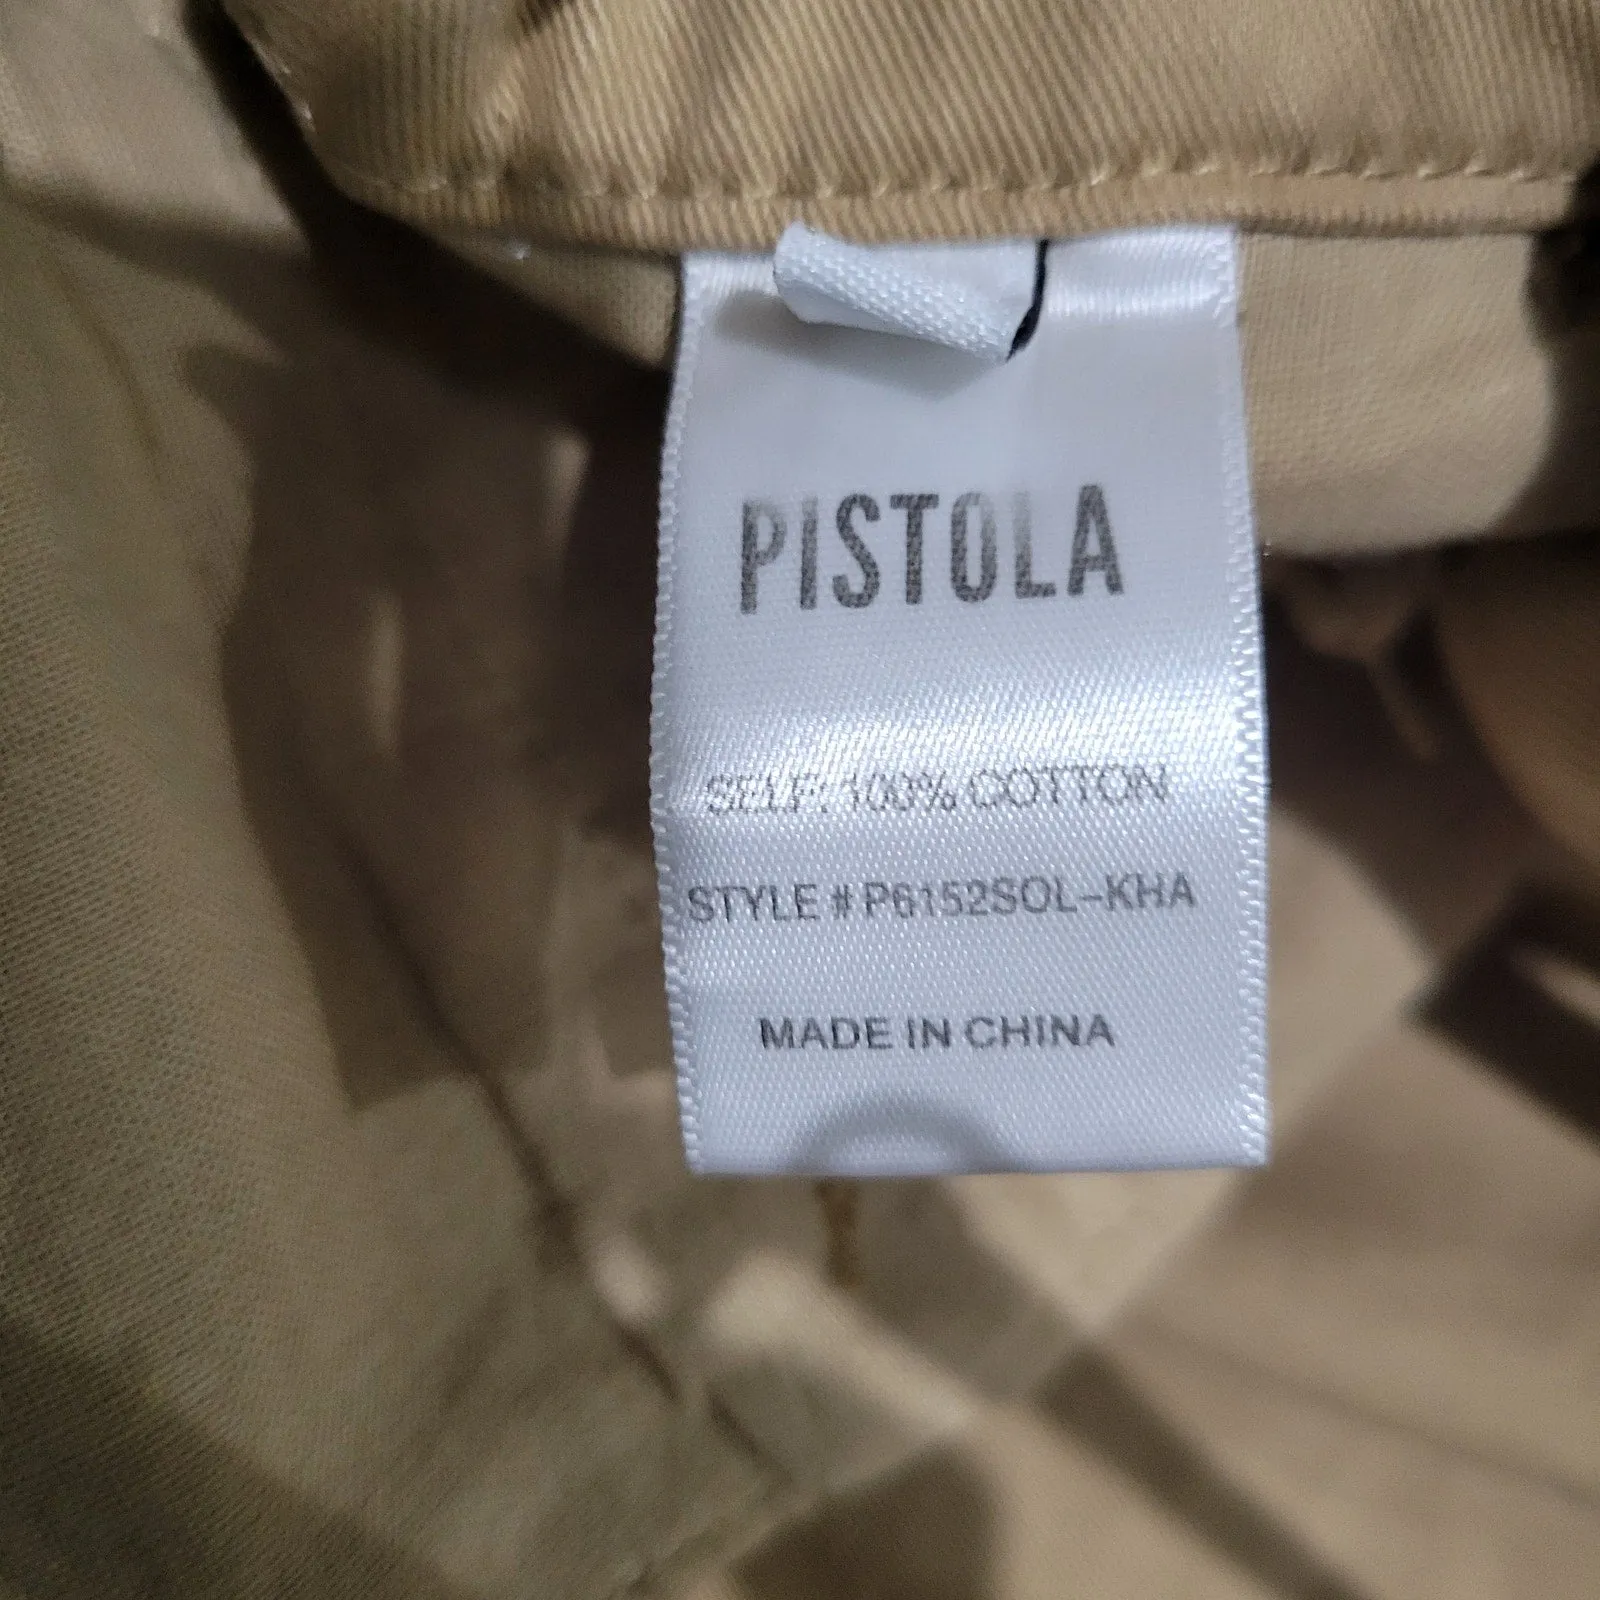 PISTOLA
SELF: 100% COTTON
STYLE # P6152SOL-KHA
MADE IN CHINA